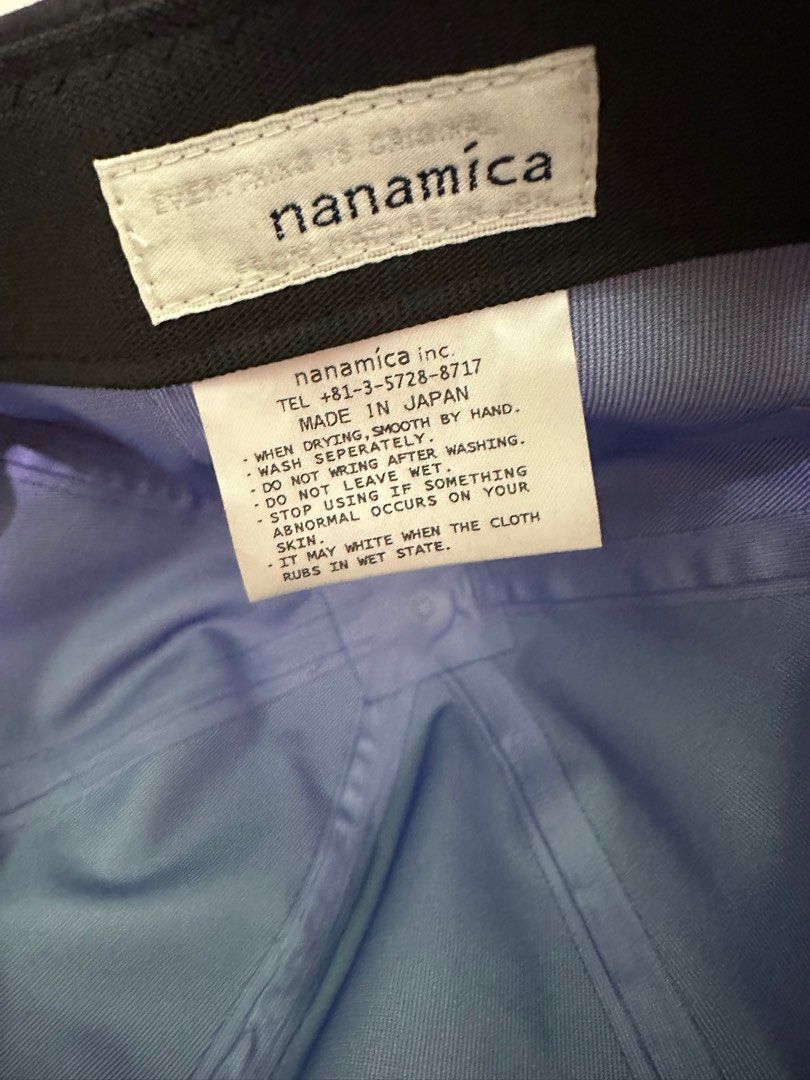 nanamíca
nanamíca inc.
TEL +81-3-5728-8717
MADE IN JAPAN
· WHEN DRYING,SMOOTH BY HAND.
· WASH SEPERATELY.
· DO NOT WRING AFTER WASHING.
· DO NOT LEAVE WET.
· STOP USING IF SOMETHING
ABNORMAL OCCURS ON YOUR
SKIN.
· IT MAY WHITE WHEN THE CLOTH
RUBS IN WET STATE.